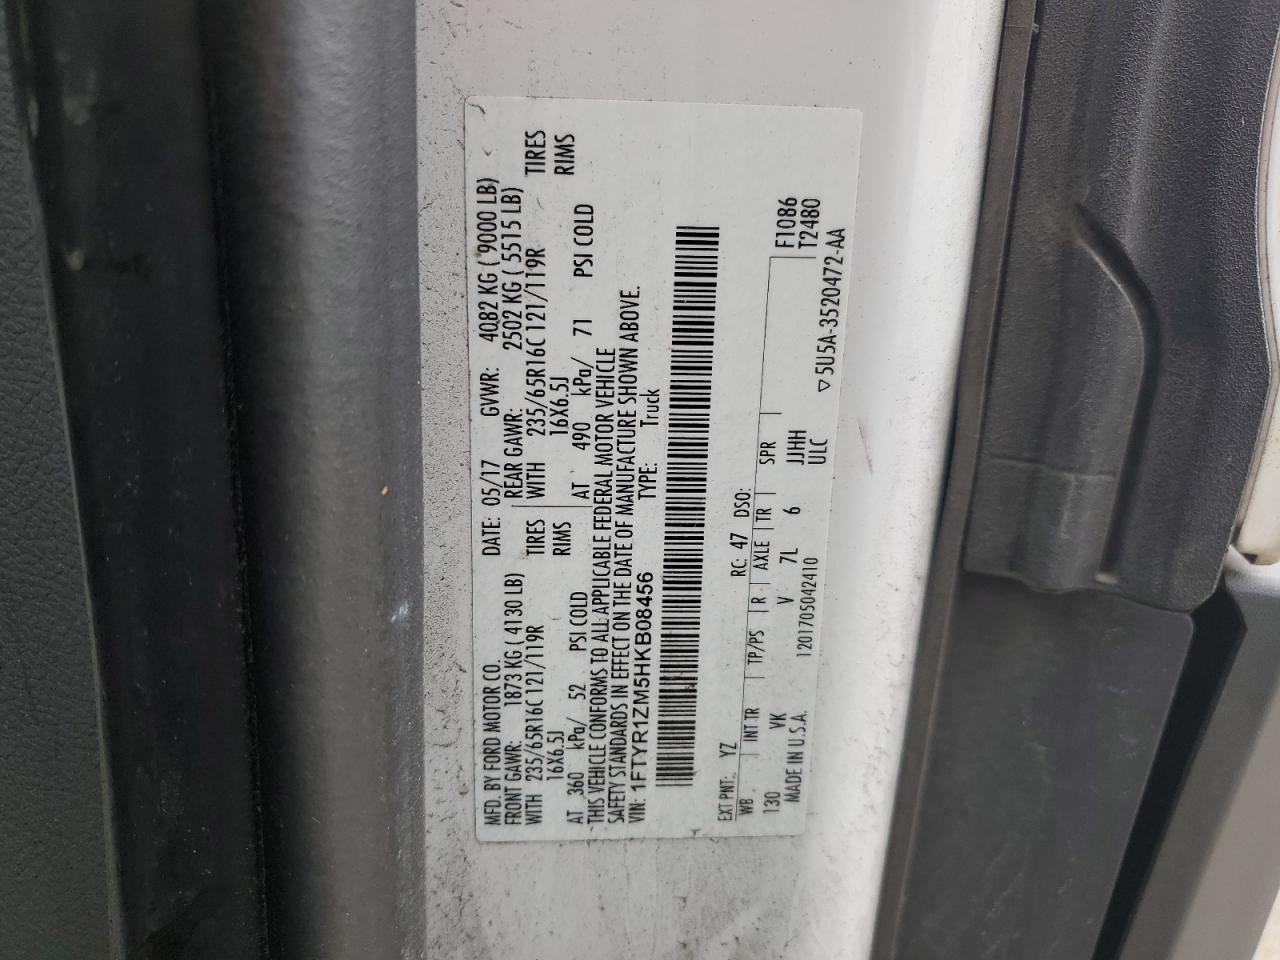 MFD. BY FORD MOTOR CO. DATE: 05/17 GVWR: 4082 KG ( 9000 LB)
FRONT GAWR: 1873 KG ( 4130 LB) REAR GAWR: 2502 KG ( 5515 LB)
WITH 235/65R16C 121/119R TIRES WITH 235/65R16C 121/119R TIRES
16X6.5J RIMS 16X6.5J RIMS
AT 360 kPa/ 52 PSI COLD AT 490 kPa/ 71 PSI COLD
THIS VEHICLE CONFORMS TO ALL APPLICABLE FEDERAL MOTOR VEHICLE
SAFETY STANDARDS IN EFFECT ON THE DATE OF MANUFACTURE SHOWN ABOVE.
VIN: 1FTYR1ZM5HKB08456 TYPE: Truck
EXT PNT: YZ RC: 47 DSO:
WB INT TR TP/PS R AXLE TR SPR F1086
130 VK V 7L 6 JJHH T2480
MADE IN U.S.A. 1201705042410 ULC
▽5U5A-3520472-AA